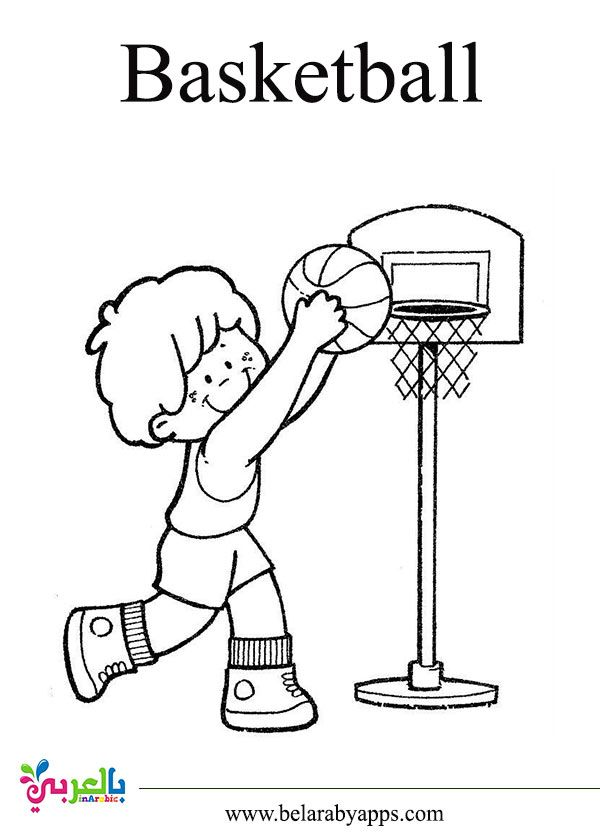 Basketball
بالعربي
inArabic
www.belarabyapps.com